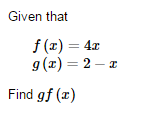 Given that
f (x) = 4x
g (x) = 2 − x
Find gf (x)